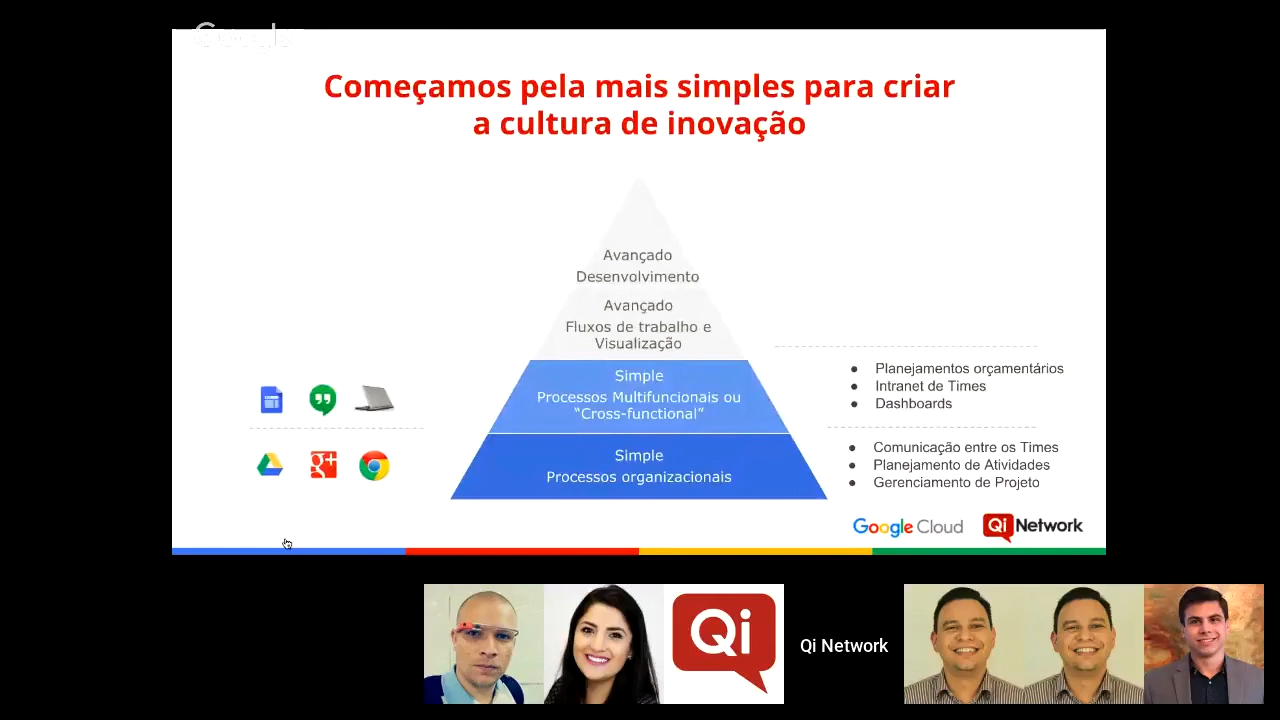 Google
Começamos pela mais simples para criar
a cultura de inovação
Avançado
Desenvolvimento
Avançado
Fluxos de trabalho e
Visualização
Simple
Processos Multifuncionais ou
“Cross-functional”
Simple
Processos organizacionais
● Planejamentos orçamentários
● Intranet de Times
● Dashboards
● Comunicação entre os Times
● Planejamento de Atividades
● Gerenciamento de Projeto
Google Cloud
Qi Network
Qi
Qi Network